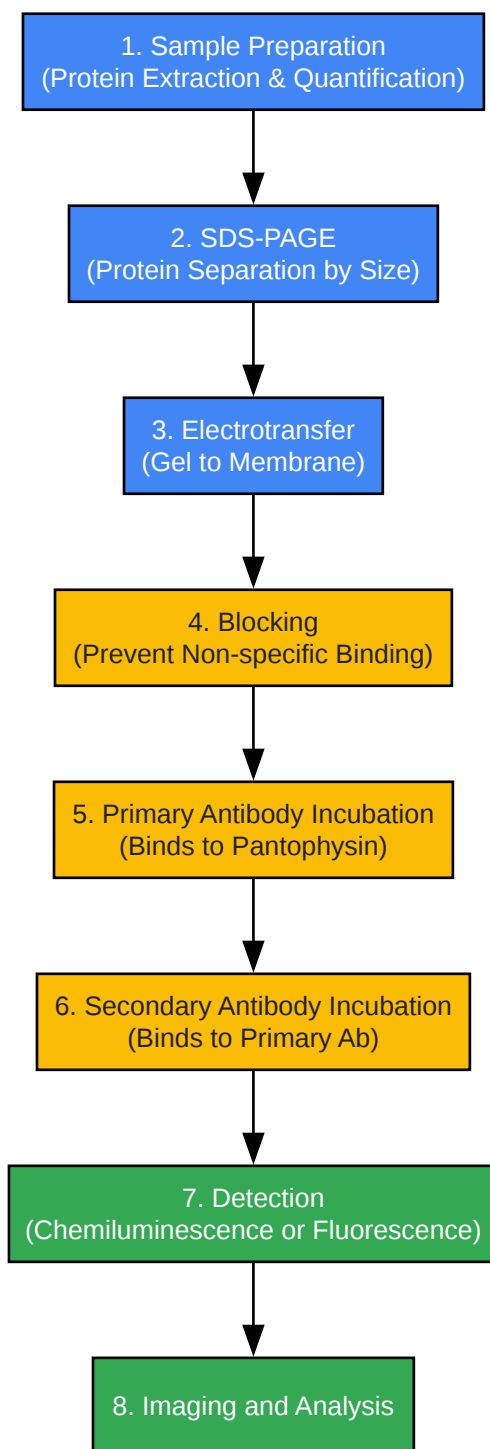 1. Sample Preparation
(Protein Extraction & Quantification)
2. SDS-PAGE
(Protein Separation by Size)
3. Electrotransfer
(Gel to Membrane)
4. Blocking
(Prevent Non-specific Binding)
5. Primary Antibody Incubation
(Binds to Pantophysin)
6. Secondary Antibody Incubation
(Binds to Primary Ab)
7. Detection
(Chemiluminescence or Fluorescence)
8. Imaging and Analysis